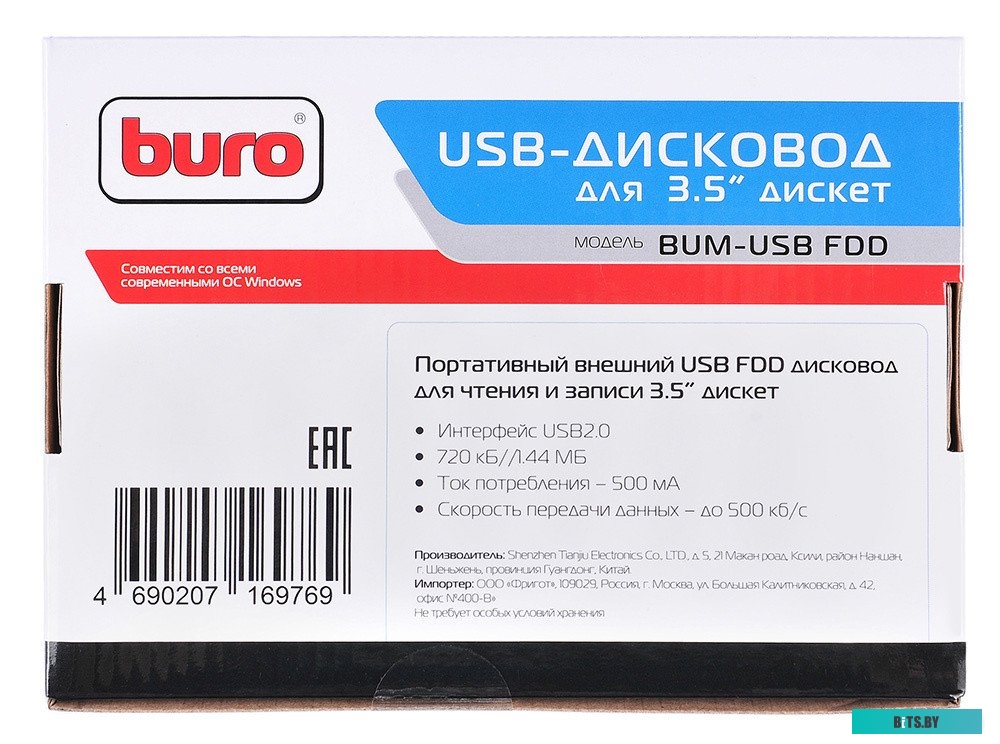 buro®
USB-ДИСКОВОД
для 3.5” дискет
модель BUM-USB FDD
Совместим со всеми
современными ОС Windows
Портативный внешний USB FDD дисковод
для чтения и записи 3.5” дискет
• Интерфейс USB2.0
• 720 кБ//1.44 МБ
• Ток потребления – 500 мА
• Скорость передачи данных – до 500 кб/с
EAC
4 690207 169769
Производитель: Shenzhen Tianju Electronics Co., LTD., д. 5, 21 Макан роад, Ксили, район Наншан,
г. Шеньжень, провинция Гуангдонг, Китай.
Импортер: ООО «Фригот», 109029, Россия, г. Москва, ул. Большая Калитниковская, д. 42,
офис №400-В»
Не требует особых условий хранения
BiTS.BY